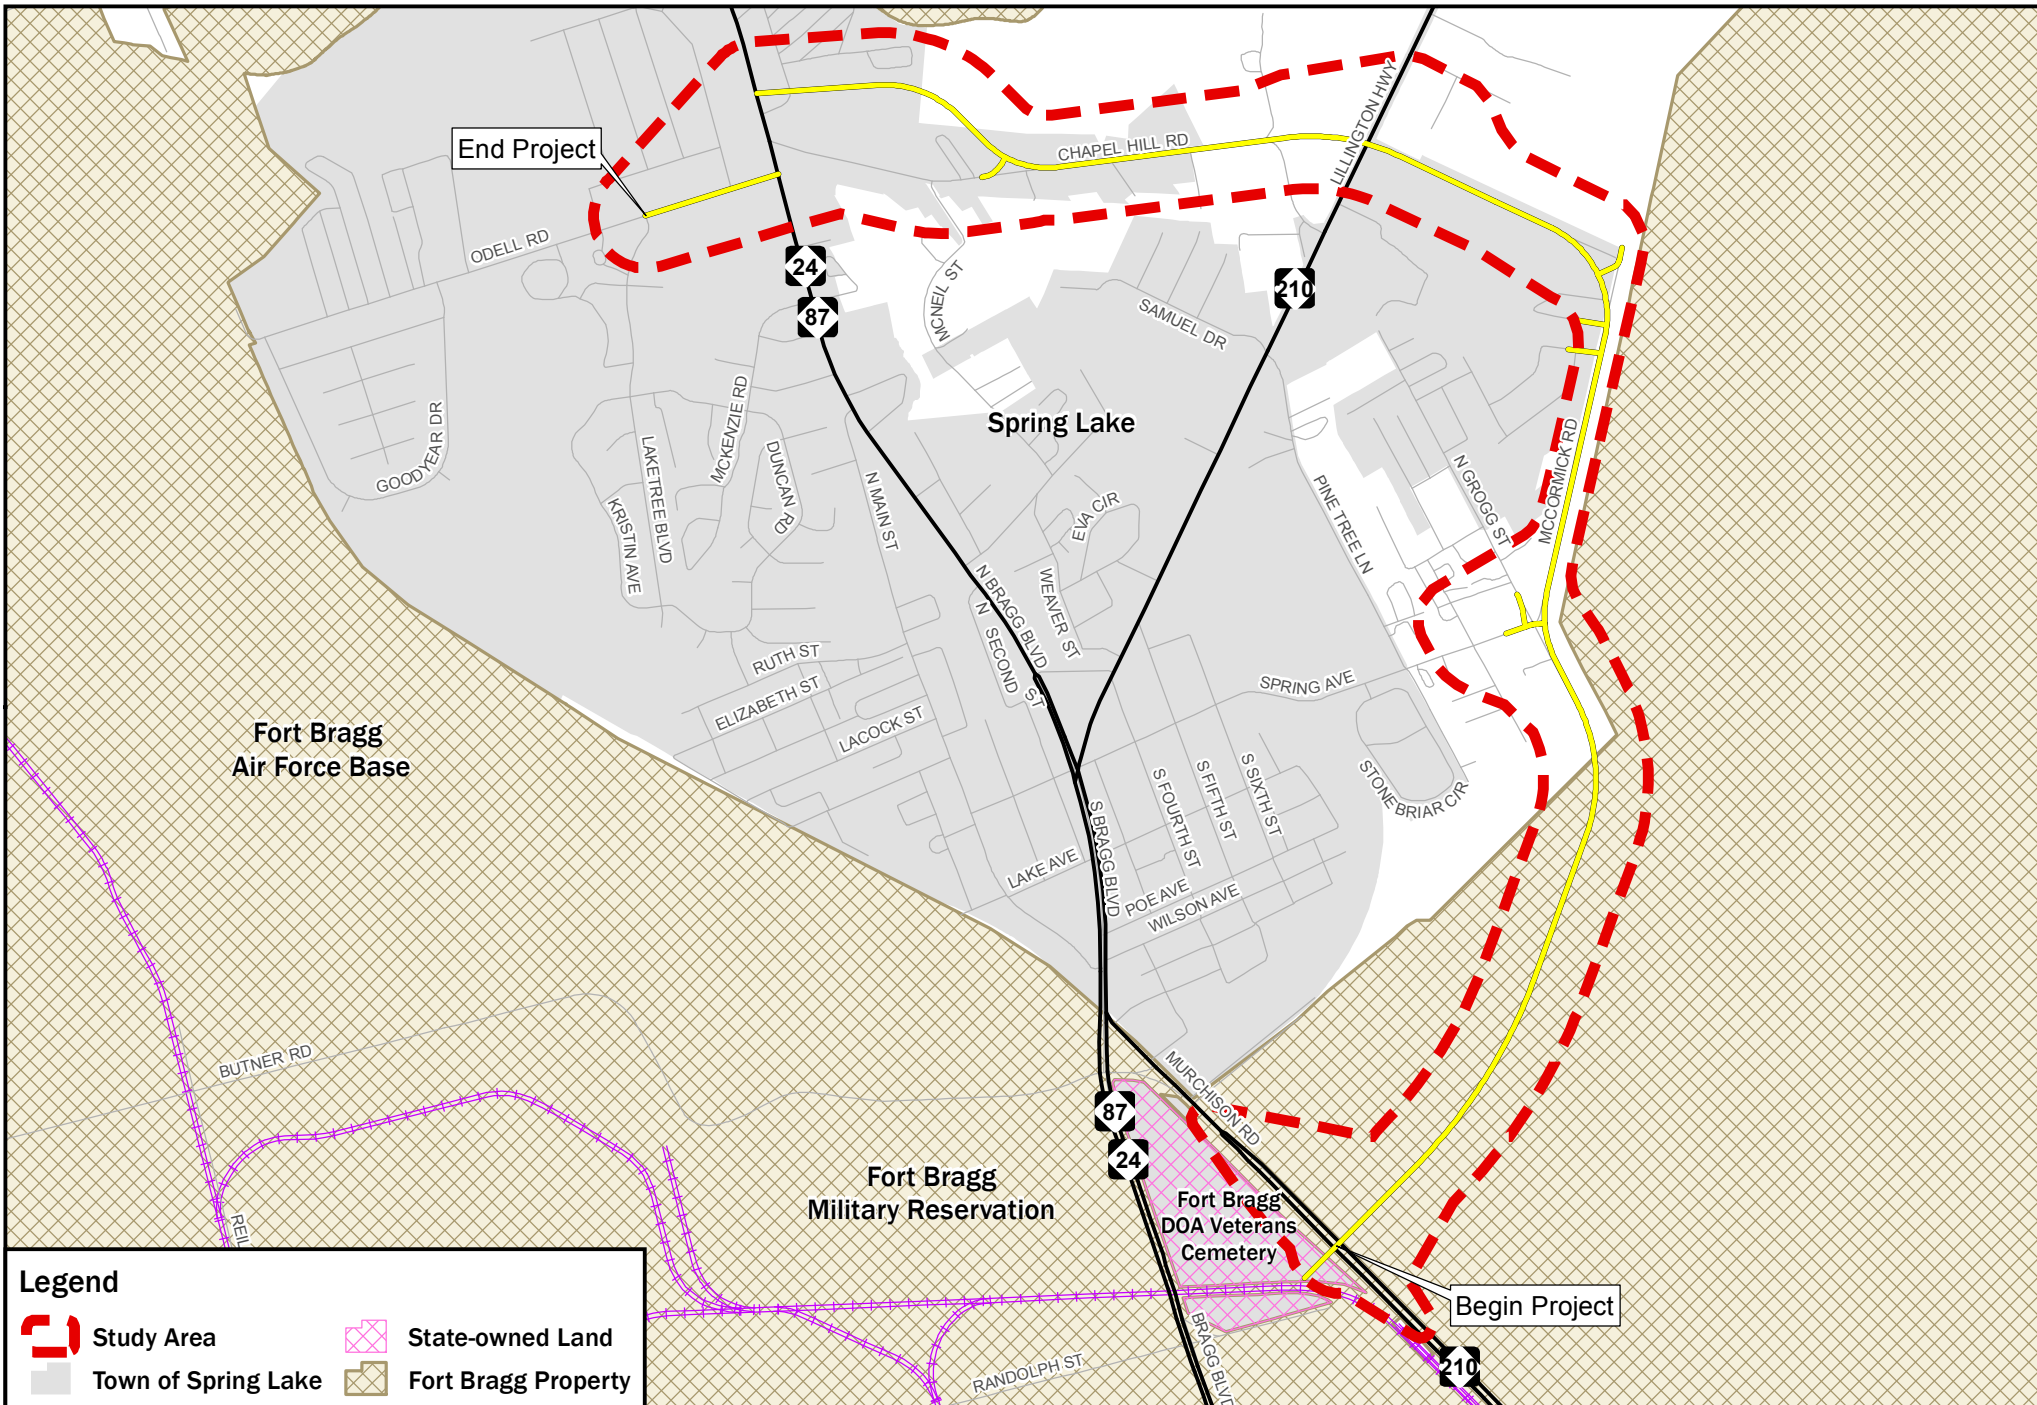 LILLINGTON HWY
End Project
CHAPEL HILL RD
ODELL RD
24
87
210
MCNEIL ST
SAMUEL DR
Spring Lake
GOODYEAR DR
MCKENZIE RD
LAKETREE BLVD
DUNCAN RD
KRISTIN AVE
N MAIN ST
EVA CIR
PINE TREE LN
N GROGG ST
MCCORMICK RD
N BRAGG BLVD
WEAVER ST
N SECOND ST
RUTH ST
ELIZABETH ST
LACOCK ST
SPRING AVE
Fort Bragg
Air Force Base
S FOURTH ST
S FIFTH ST
S SIXTH ST
STONEBRIAR CIR
S BRAGG BLVD
LAKE AVE
POE AVE
WILSON AVE
BUTNER RD
MURCHISON RD
87
24
Fort Bragg
Military Reservation
Fort Bragg
DOA Veterans
Cemetery
REIL
Begin Project
BRAGG BLVD
RANDOLPH ST
210
Legend
Study Area
State-owned Land
Town of Spring Lake
Fort Bragg Property